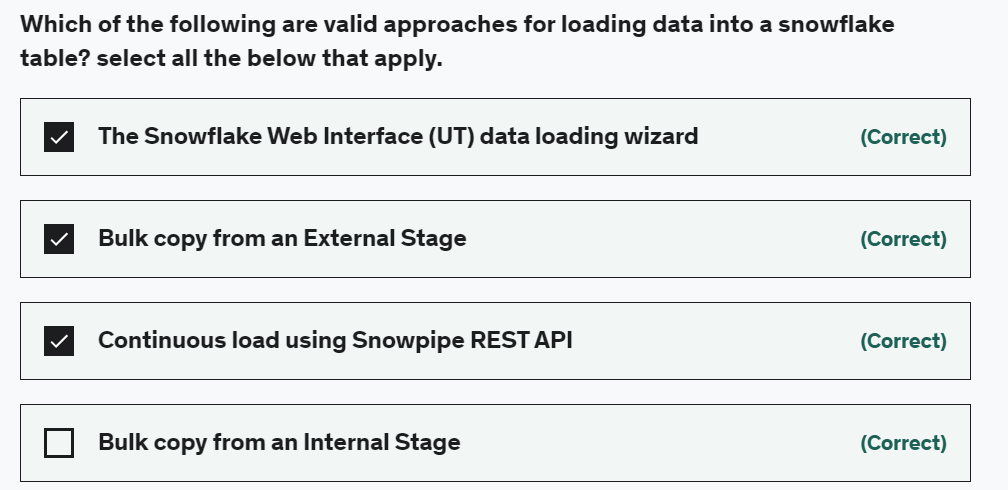 Which of the following are valid approaches for loading data into a snowflake
table? select all the below that apply.
The Snowflake Web Interface (UT) data loading wizard (Correct)
Bulk copy from an External Stage (Correct)
Continuous load using Snowpipe REST API (Correct)
Bulk copy from an Internal Stage (Correct)